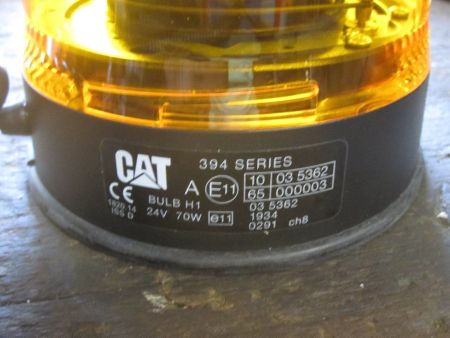 CAT
394 SERIES
A E11
10 03 5362
65 000003
CE
BULB H1
24V 70W
e11
03 5362
1934
0291 ch8
ISS D